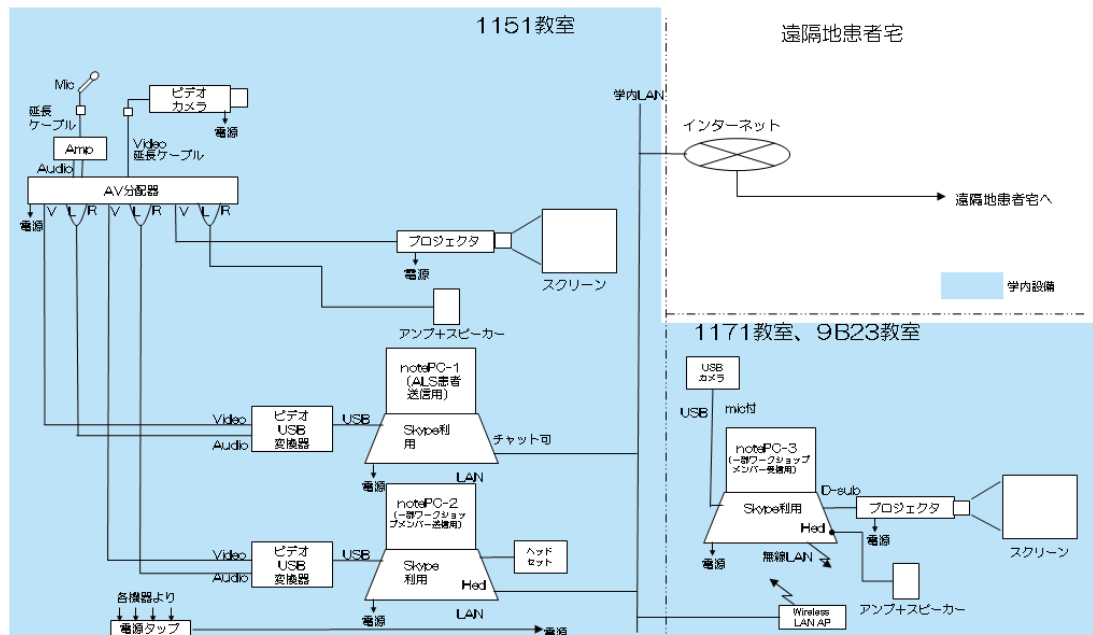 1151教室
遠隔地患者宅
Mic
延長
ケーブル
ビデオ
カメラ
電源
Amp
Video
延長ケーブル
Audio
AV分配器
電源
V
L
R
V
L
R
V
L
R
学内LAN
インターネット
遠隔地患者宅へ
プロジェクタ
電源
スクリーン
アンプ+スピーカー
学内設備
notePC-1
(ALS患者
送信用)
Skype利
用
Video
Audio
ビデオ
USB
変換器
USB
チャット可
電源
LAN
notePC-2
(一部ワークショッ
プメンバー送信用)
Skype
利用
Hed
Video
Audio
ビデオ
USB
変換器
USB
ヘッド
セット
電源
LAN
各機器より
電源タップ
電源
1171教室、9B23教室
USB
カメラ
USB
mic付
notePC-3
(一部ワークショップ
メンバー受信用)
Skype利用
Hed
D-sub
プロジェクタ
電源
スクリーン
電源
無線LAN
アンプ+スピーカー
Wireless
LAN AP